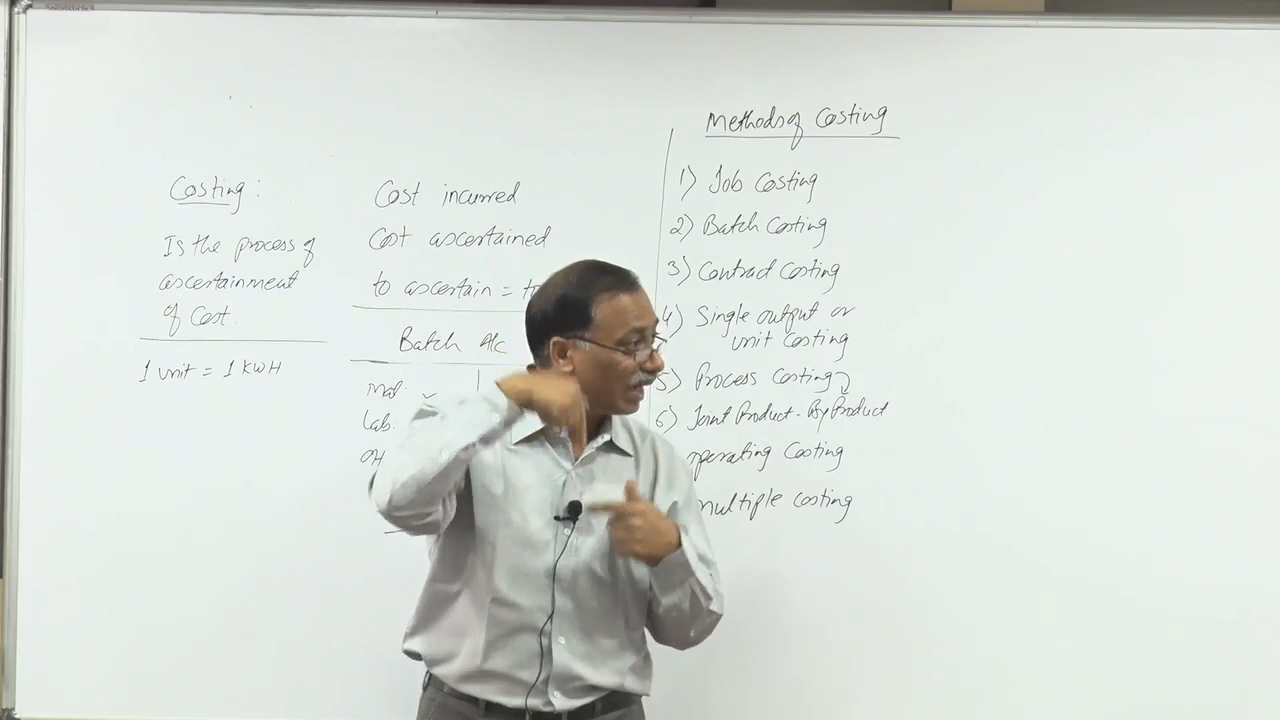 Costing:
Is the process of
ascertainment
of Cost.
1 unit = 1 KWH
Cost incurred
Cost ascertained
to ascertain =
Batch A/c
mat.
Lab.
OH
Methods of Costing
1) Job Costing
2) Batch Costing
3) Contract Costing
4) Single output or
unit Costing
5) Process Costing
6) Joint Product - By Product
operating Costing
multiple Costing